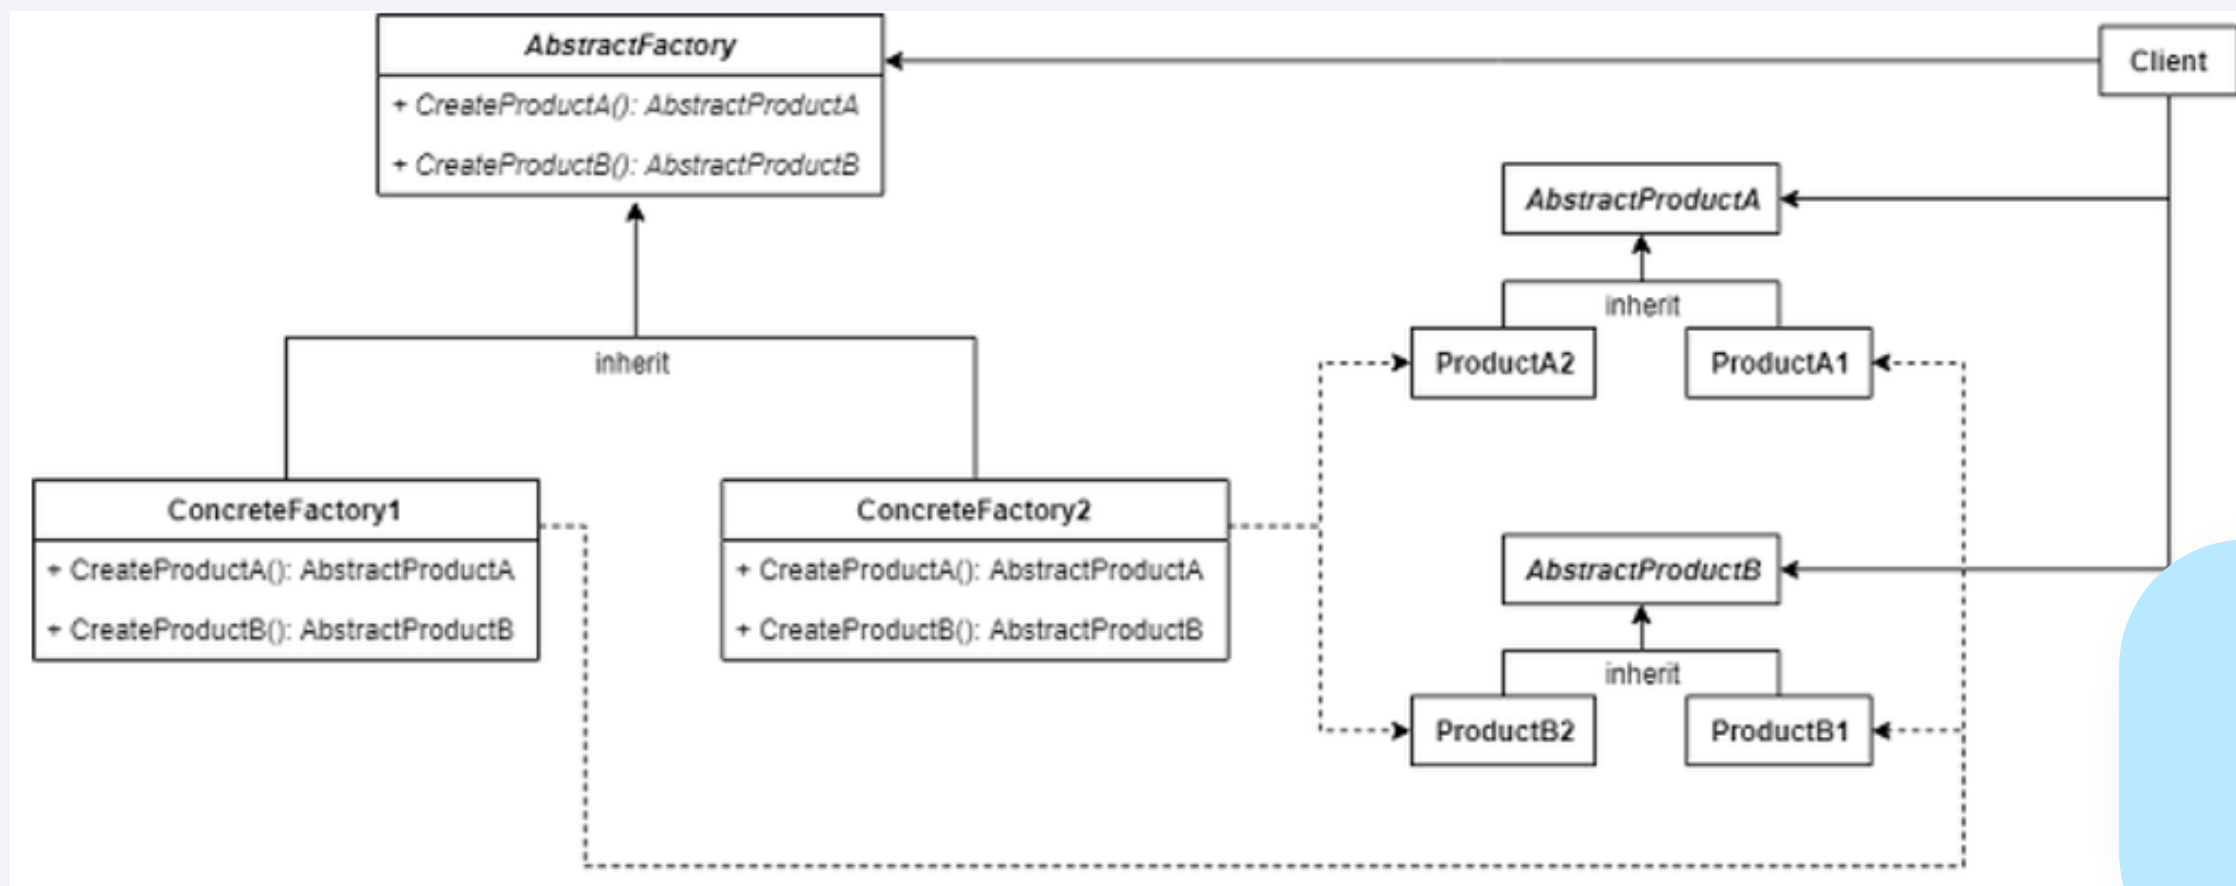 AbstractFactory
+ CreateProductA(): AbstractProductA
+ CreateProductB(): AbstractProductB
Client
AbstractProductA
inherit
ProductA2
ProductA1
inherit
ConcreteFactory1
+ CreateProductA(): AbstractProductA
+ CreateProductB(): AbstractProductB
ConcreteFactory2
+ CreateProductA(): AbstractProductA
+ CreateProductB(): AbstractProductB
AbstractProductB
inherit
ProductB2
ProductB1